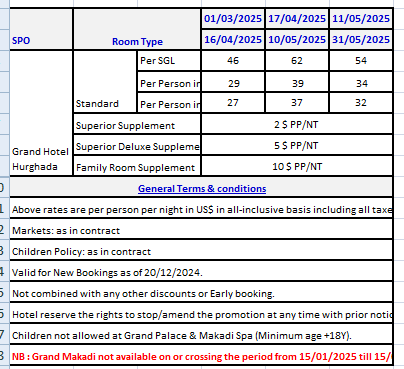 01/03/2025 17/04/2025 11/05/2025
SPO Room Type 16/04/2025 10/05/2025 31/05/2025
Per SGL 46 62 54
Per Person in 29 39 34
Standard Per Person in 27 37 32
Superior Supplement 2 $ PP/NT
Superior Deluxe Suppleme 5 $ PP/NT
Grand Hotel
Hurghada Family Room Supplement 10 $ PP/NT
General Terms & conditions
Above rates are per person per night in US$ in all-inclusive basis including all taxe
Markets: as in contract
Children Policy: as in contract
Valid for New Bookings as of 20/12/2024.
Not combined with any other discounts or Early booking.
Hotel reserve the rights to stop/amend the promotion at any time with prior notic
Children not allowed at Grand Palace & Makadi Spa (Minimum age +18Y).
NB : Grand Makadi not available on or crossing the period from 15/01/2025 till 15/